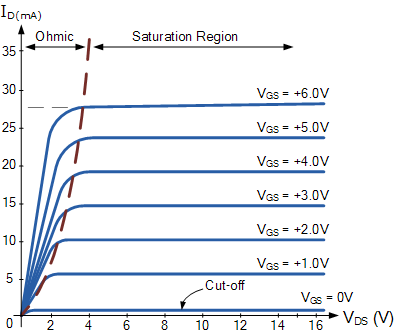 I D(mA)
Ohmic Saturation Region
35
30
VGS = +6.0V
25
VGS = +5.0V
20
VGS = +4.0V
15
VGS = +3.0V
10
VGS = +2.0V
VGS = +1.0V
5
Cut-off
VGS = 0V
0 2 4 6 8 10 12 14 16 VDS (V)